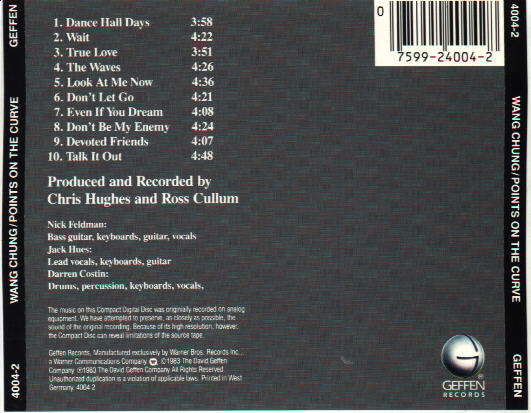 GEFFEN
WANG CHUNG/POINTS ON THE CURVE
4004-2
1. Dance Hall Days 3:58
2. Wait 4:22
3. True Love 3:51
4. The Waves 4:26
5. Look At Me Now 4:36
6. Don't Let Go 4:21
7. Even If You Dream 4:08
8. Don't Be My Enemy 4:24
9. Devoted Friends 4:07
10. Talk It Out 4:48
Produced and Recorded by
Chris Hughes and Ross Cullum
Nick Feldman:
Bass guitar, keyboards, guitar, vocals
Jack Hues:
Lead vocals, keyboards, guitar
Darren Costin:
Drums, percussion, keyboards, vocals,
The music on this Compact Digital Disc was originally recorded on analog
equipment. We have attempted to preserve, as closely as possible, the
sound of the original recording. Because of its high resolution, however,
the Compact Disc can reveal limitations of the source tape.
Geffen Records, Manufactured exclusively by Warner Bros. Records Inc.,
a Warner Communications Company. ©1983 The David Geffen
Company ℗1983 The David Geffen Company All Rights Reserved
Unauthorized duplication is a violation of applicable laws. Printed in West
Germany. 4004-2
0
7599-24004-2
G
GEFFEN
RECORDS
4004-2
WANG CHUNG/POINTS ON THE CURVE
GEFFEN